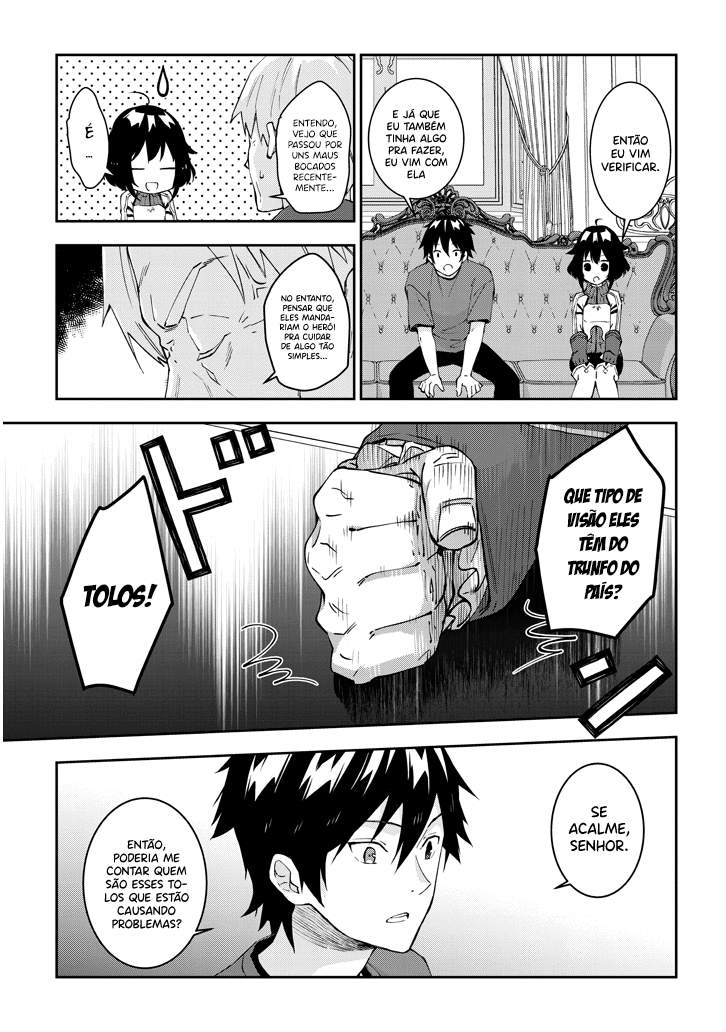 ENTÃO
EU VIM
VERIFICAR.
E JÁ QUE
EU TAMBÉM
TINHA ALGO
PRA FAZER,
EU VIM COM
ELA
ENTENDO,
VEJO QUE
PASSOU POR
UNS MAUS
BOCADOS
RECENTE-
MENTE...
É
...
NO ENTANTO,
PENSAR QUE
ELES MANDA-
RIAM O HERÓI
PRA CUIDAR
DE ALGO TÃO
SIMPLES...
QUE TIPO DE
VISÃO ELES
TÊM DO
TRUNFO DO
PAÍS?
ドン
TOLOS!
SE
ACALME,
SENHOR.
ENTÃO,
PODERIA ME
CONTAR QUEM
SÃO ESSES TO-
LOS QUE ESTÃO
CAUSANDO
PROBLEMAS?